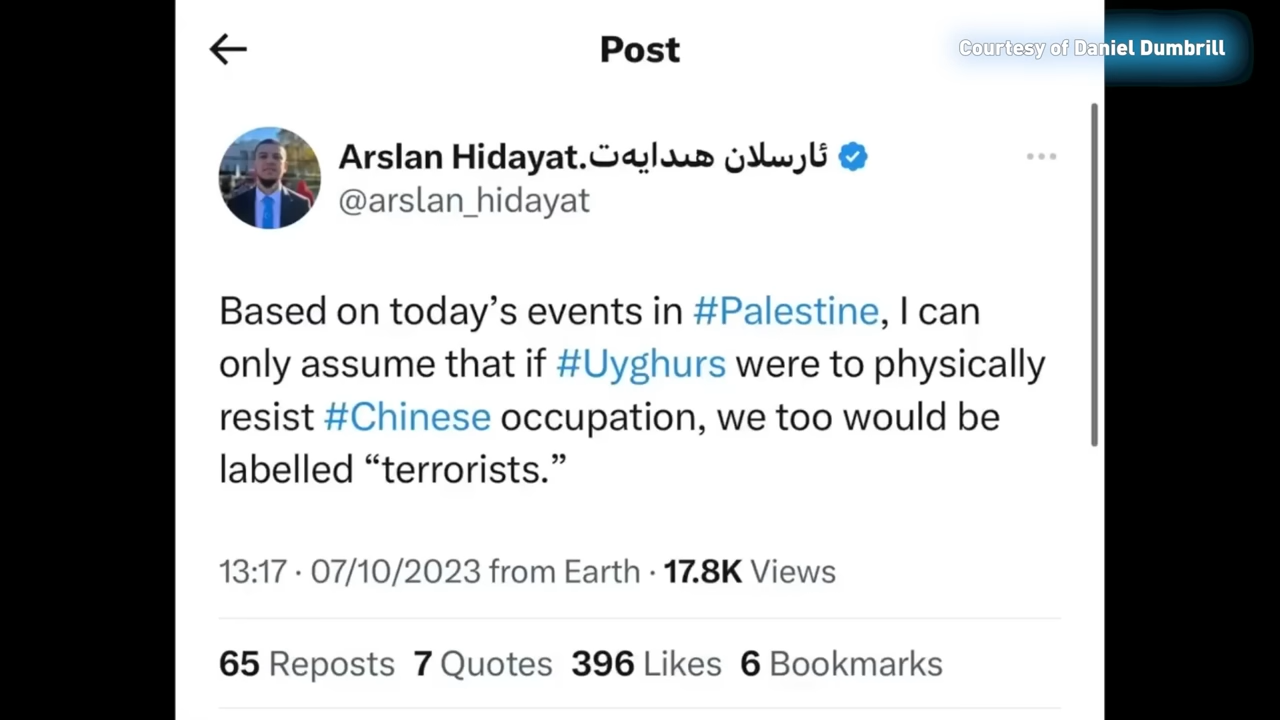 Post
Courtesy of Daniel Dumbrill
Arslan Hidayat.ئارسلان ھىدايەت
@arslan_hidayat
Based on today’s events in #Palestine, I can
only assume that if #Uyghurs were to physically
resist #Chinese occupation, we too would be
labelled “terrorists.”
13:17 · 07/10/2023 from Earth · 17.8K Views
65 Reposts 7 Quotes 396 Likes 6 Bookmarks